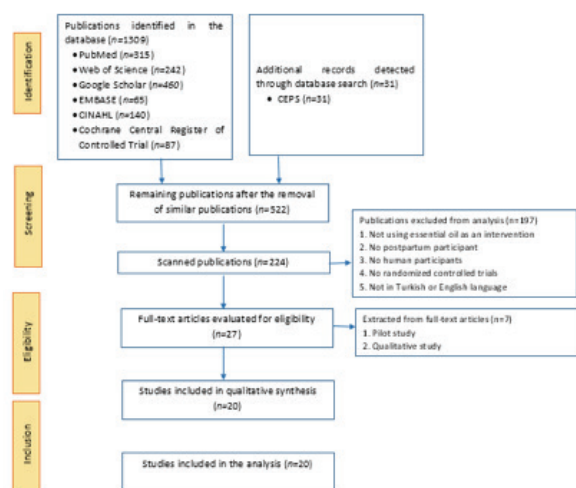 Identification
Publications identified in the
database (n=1309)
•PubMed (n=315)
•Web of Science (n=242)
•Google Scholar (n=460)
•EMBASE (n=65)
•CINAHL (n=140)
•Cochrane Central Register of
Controlled Trial (n=87)
Additional records detected
through database search (n=31)
• CEPS (n=31)
Screening
Remaining publications after the removal
of similar publications (n=522)
Scanned publications (n=224)
Publications excluded from analysis (n=197)
1. Not using essential oil as an intervention
2. No postpartum participant
3. No human participants
4. No randomized controlled trials
5. Not in Turkish or English language
Eligibility
Full-text articles evaluated for eligibility
(n=27)
Extracted from full-text articles (n=7)
1. Pilot study
2. Qualitative study
Studies included in qualitative synthesis
(n=20)
Inclusion
Studies included in the analysis (n=20)